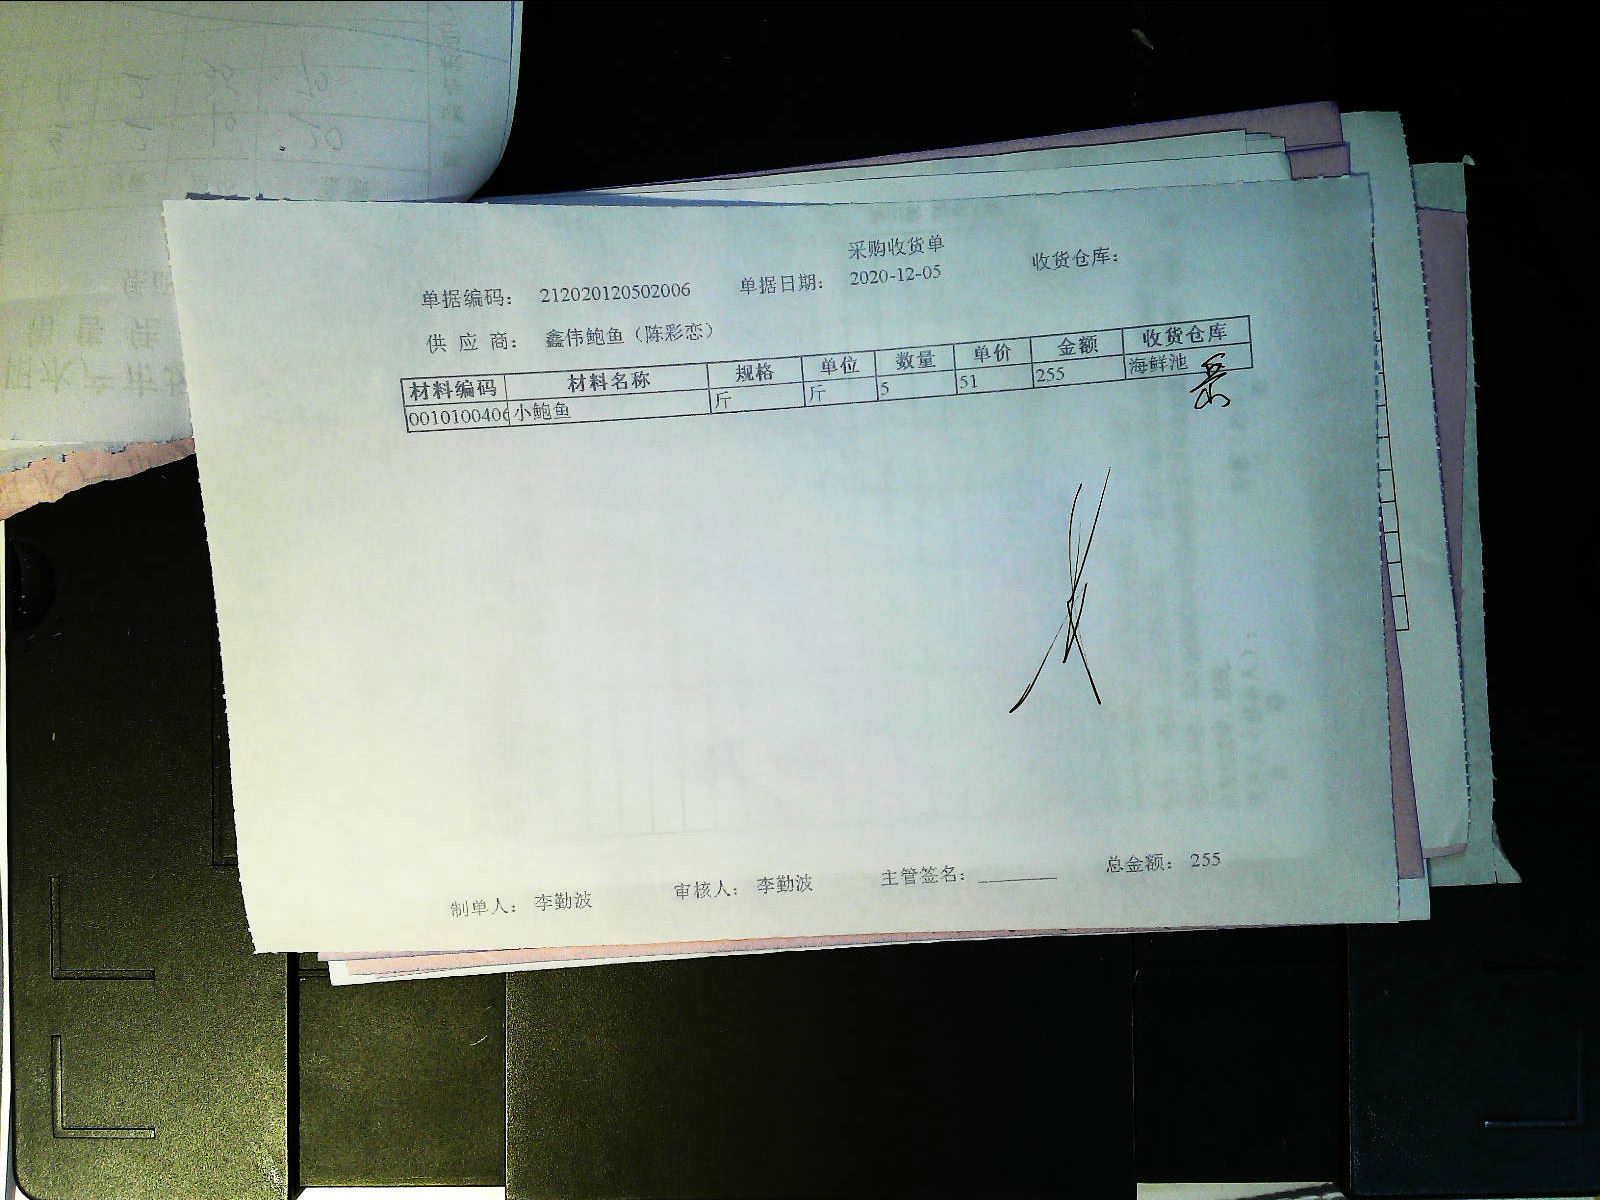 采购收货单
单据编码： 212020120502006 单据日期： 2020-12-05 收货仓库：
供 应 商： 鑫伟鲍鱼（陈彩恋）
材料编码 材料名称 规格 单位 数量 单价 金额 收货仓库
0010100406 小鲍鱼 斤 斤 5 51 255 海鲜池
制单人： 李勤波 审核人： 李勤波 主管签名：________ 总金额： 255